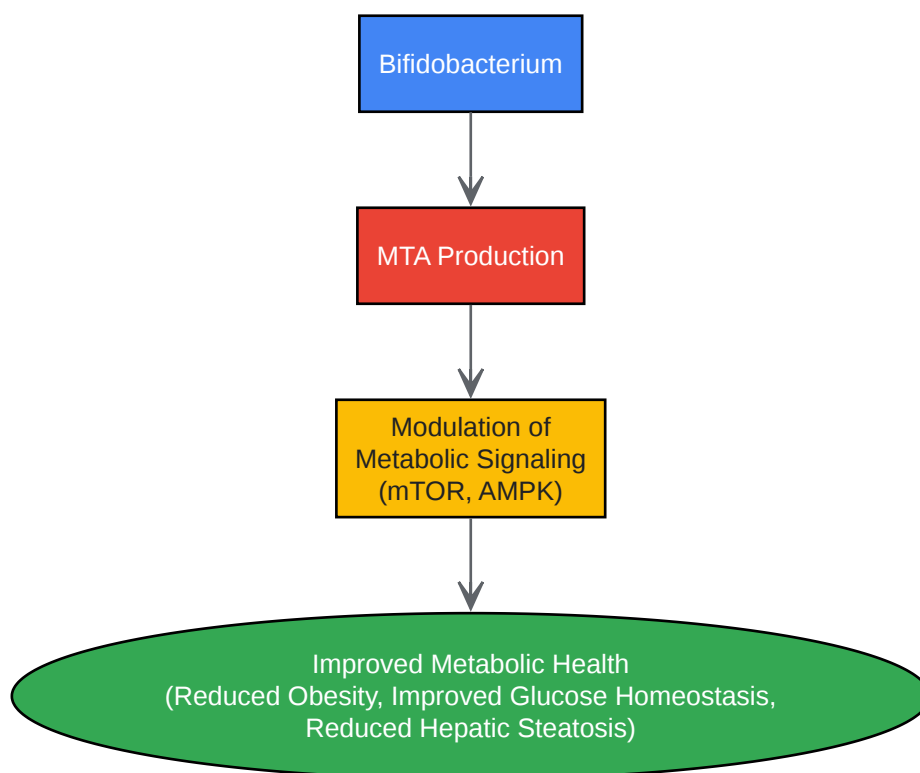 Bifidobacterium
MTA Production
Modulation of
Metabolic Signaling
(mTOR, AMPK)
Improved Metabolic Health
(Reduced Obesity, Improved Glucose Homeostasis,
Reduced Hepatic Steatosis)